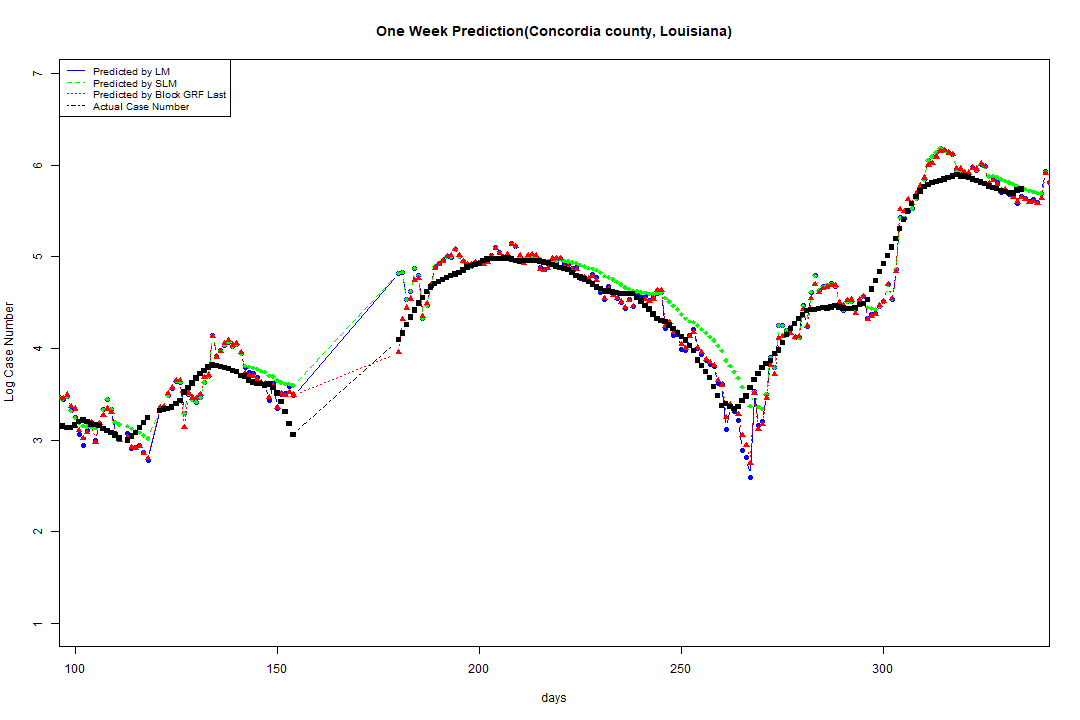 One Week Prediction(Concordia county, Louisiana)
Predicted by LM
Predicted by SLM
Predicted by Block GRF Last
Actual Case Number
7
6
5
4
3
2
1
Log Case Number
100 150 200 250 300
days